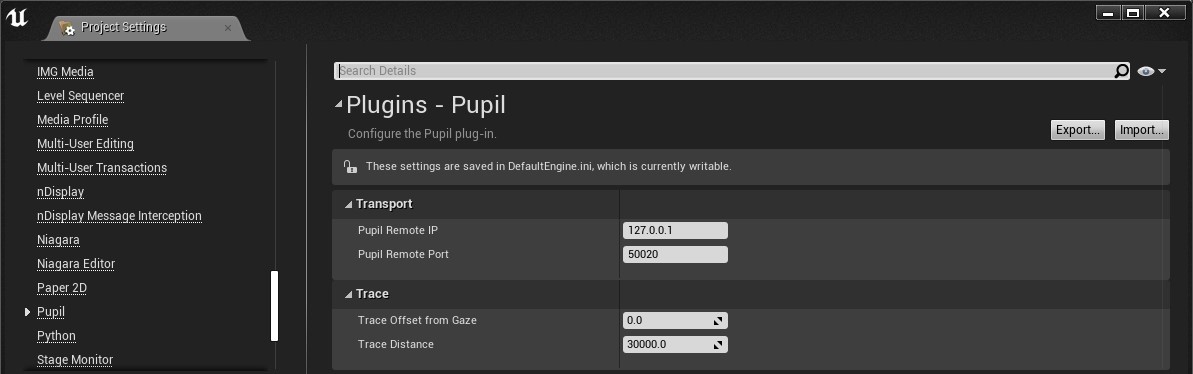 Project Settings
IMG Media
Level Sequencer
Media Profile
Multi-User Editing
Multi-User Transactions
nDisplay
nDisplay Message Interception
Niagara
Niagara Editor
Paper 2D
Pupil
Python
Stage Monitor
Search Details
Plugins - Pupil
Configure the Pupil plug-in.
Export... Import...
These settings are saved in DefaultEngine.ini, which is currently writable.
Transport
Pupil Remote IP 127.0.0.1
Pupil Remote Port 50020
Trace
Trace Offset from Gaze 0.0
Trace Distance 30000.0